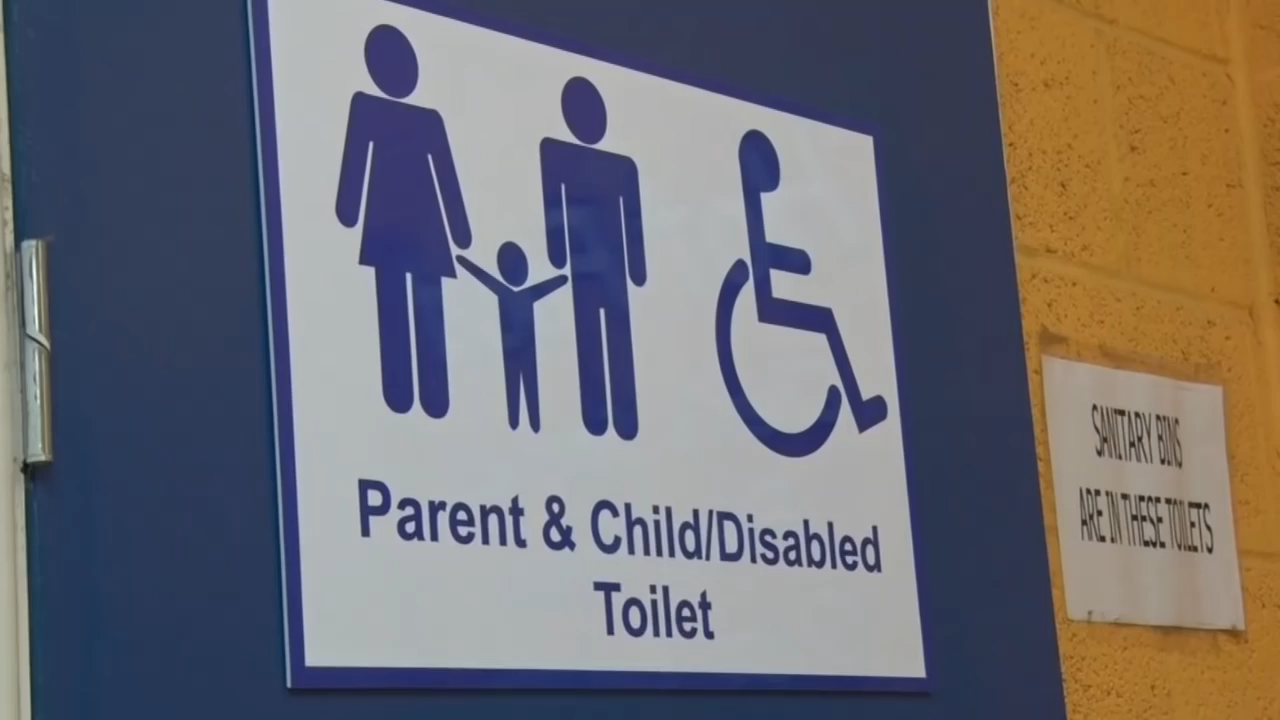 Parent & Child/Disabled
Toilet
SANITARY BINS
ARE IN THESE TOILETS